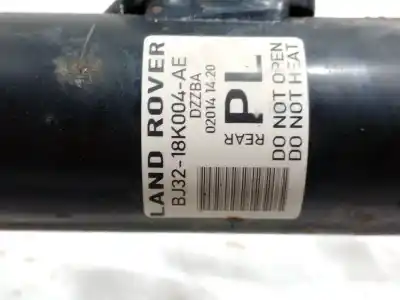 LAND ROVER
BJ32-18K004-AE
DZZBA
02014 14:20
PL
REAR
DO NOT OPEN
DO NOT HEAT